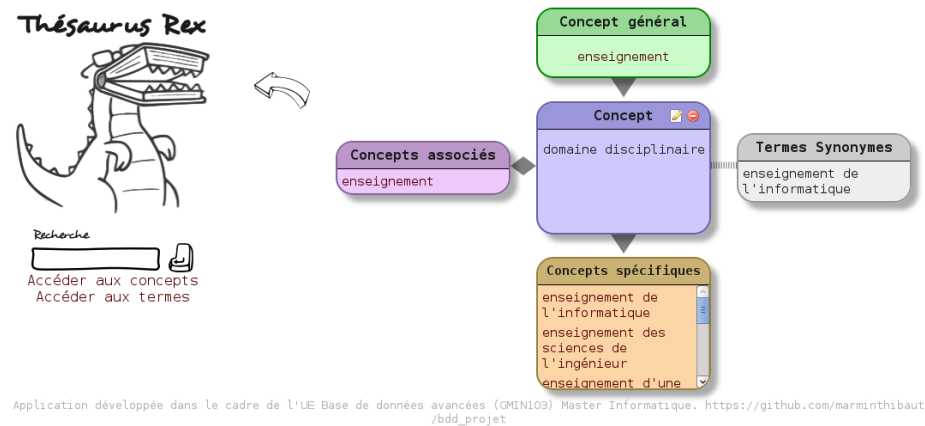 Thésaurus Rex
Recherche
Accéder aux concepts
Accéder aux termes
Concept général
enseignement
Concept
domaine disciplinaire
Concepts associés
enseignement
Termes Synonymes
enseignement de
l'informatique
Concepts spécifiques
enseignement de
l'informatique
enseignement des
sciences de
l'ingénieur
enseignement d'une
Application développée dans le cadre de l'UE Base de données avancées (GMIN103) Master Informatique. https://github.com/marminthibaut
/bdd_projet